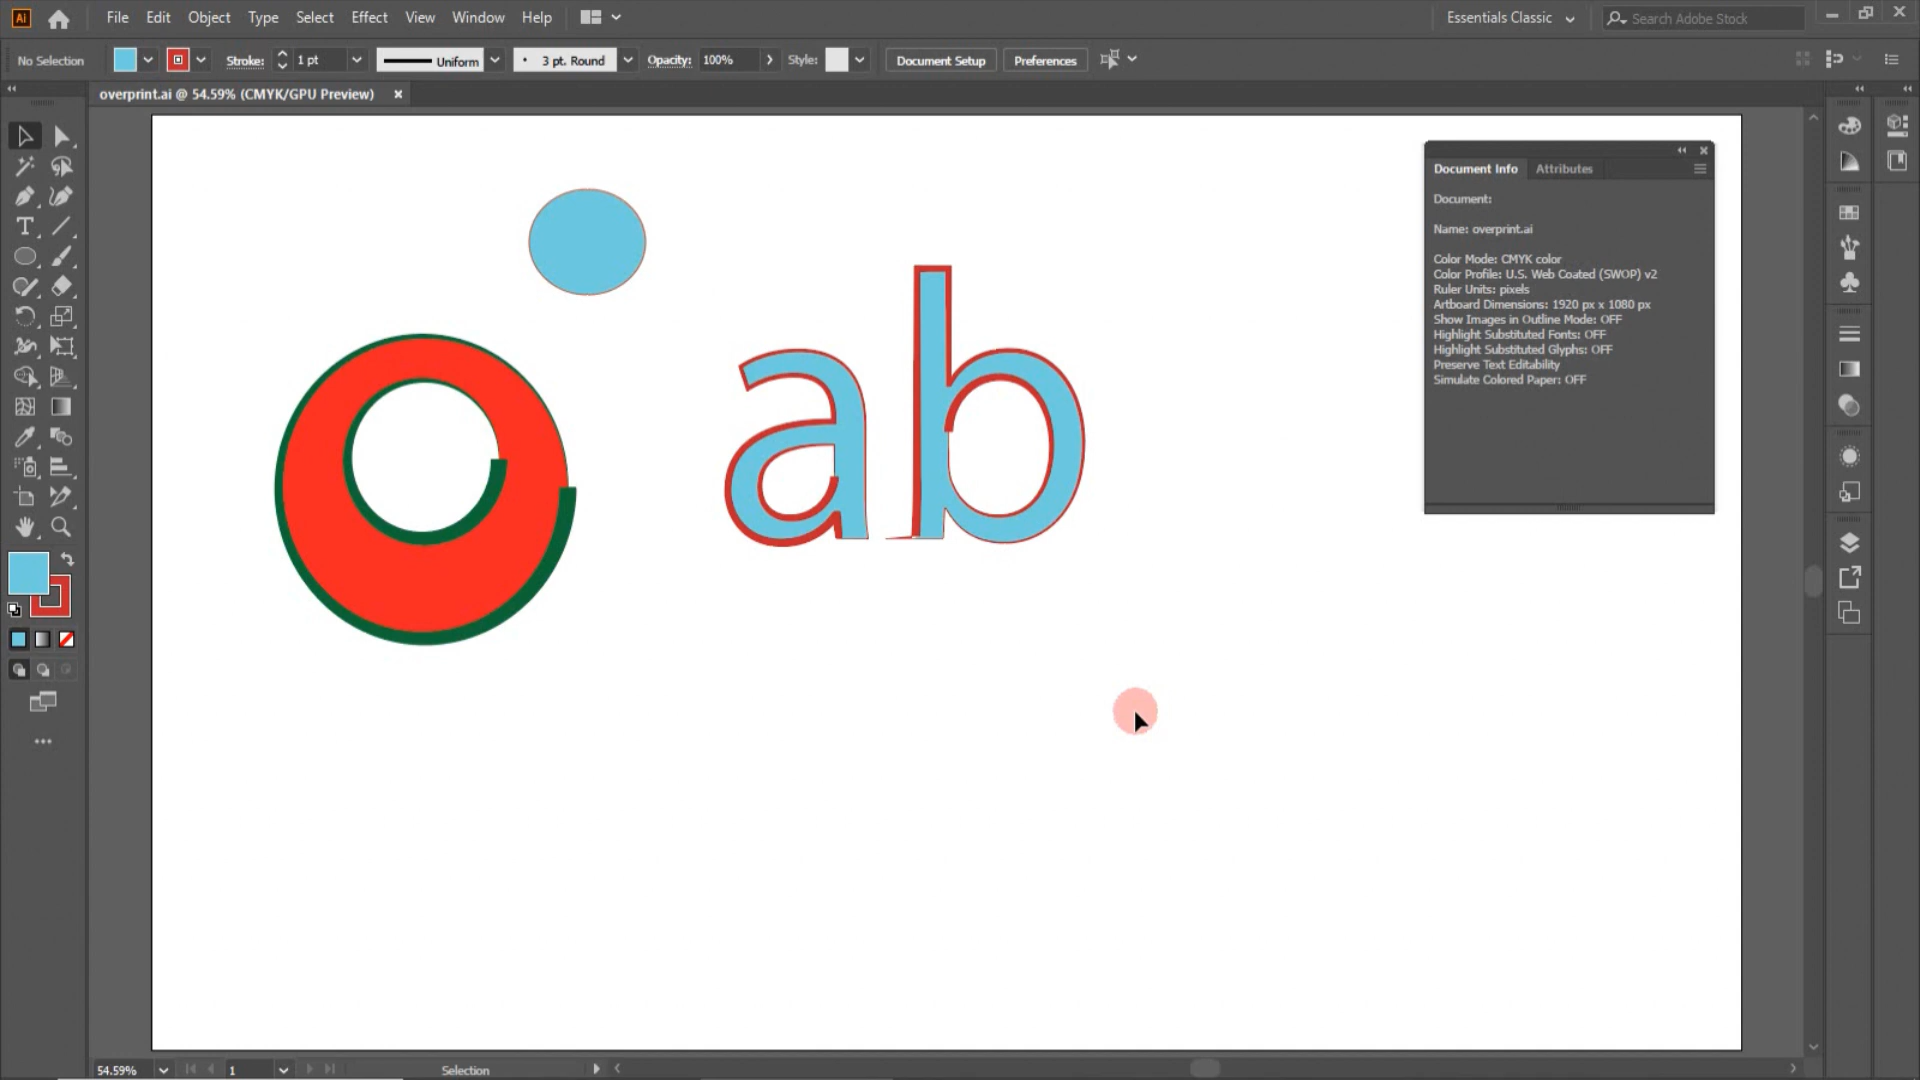 Ai File Edit Object Type Select Effect View Window Help Essentials Classic Search Adobe Stock
No Selection Stroke: 1 pt Uniform 3 pt. Round Opacity: 100% Style: Document Setup Preferences
overprint.ai @ 54.59% (CMYK/GPU Preview)
Document Info Attributes
Document:
Name: overprint.ai
Color Mode: CMYK color
Color Profile: U.S. Web Coated (SWOP) v2
Ruler Units: pixels
Artboard Dimensions: 1920 px x 1080 px
Show Images in Outline Mode: OFF
Highlight Substituted Fonts: OFF
Highlight Substituted Glyphs: OFF
Preserve Text Editability
Simulate Colored Paper: OFF
ab
54.59% 1 Selection